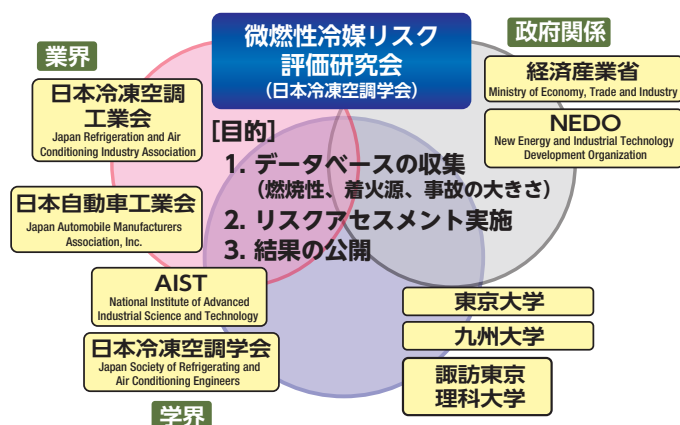 微燃性冷媒リスク
評価研究会
(日本冷凍空調学会)
業界
政府関係
日本冷凍空調
工業会
Japan Refrigeration and Air
Conditioning Industry Association
経済産業省
Ministry of Economy, Trade and Industry
NEDO
New Energy and Industrial Technology
Development Organization
日本自動車工業会
Japan Automobile Manufacturers
Association, Inc.
[目的]
1. データベースの収集
(燃焼性、着火源、事故の大きさ)
2. リスクアセスメント実施
3. 結果の公開
AIST
National Institute of Advanced
Industrial Science and Technology
日本冷凍空調学会
Japan Society of Refrigerating and
Air Conditioning Engineers
学界
東京大学
九州大学
諏訪東京
理科大学